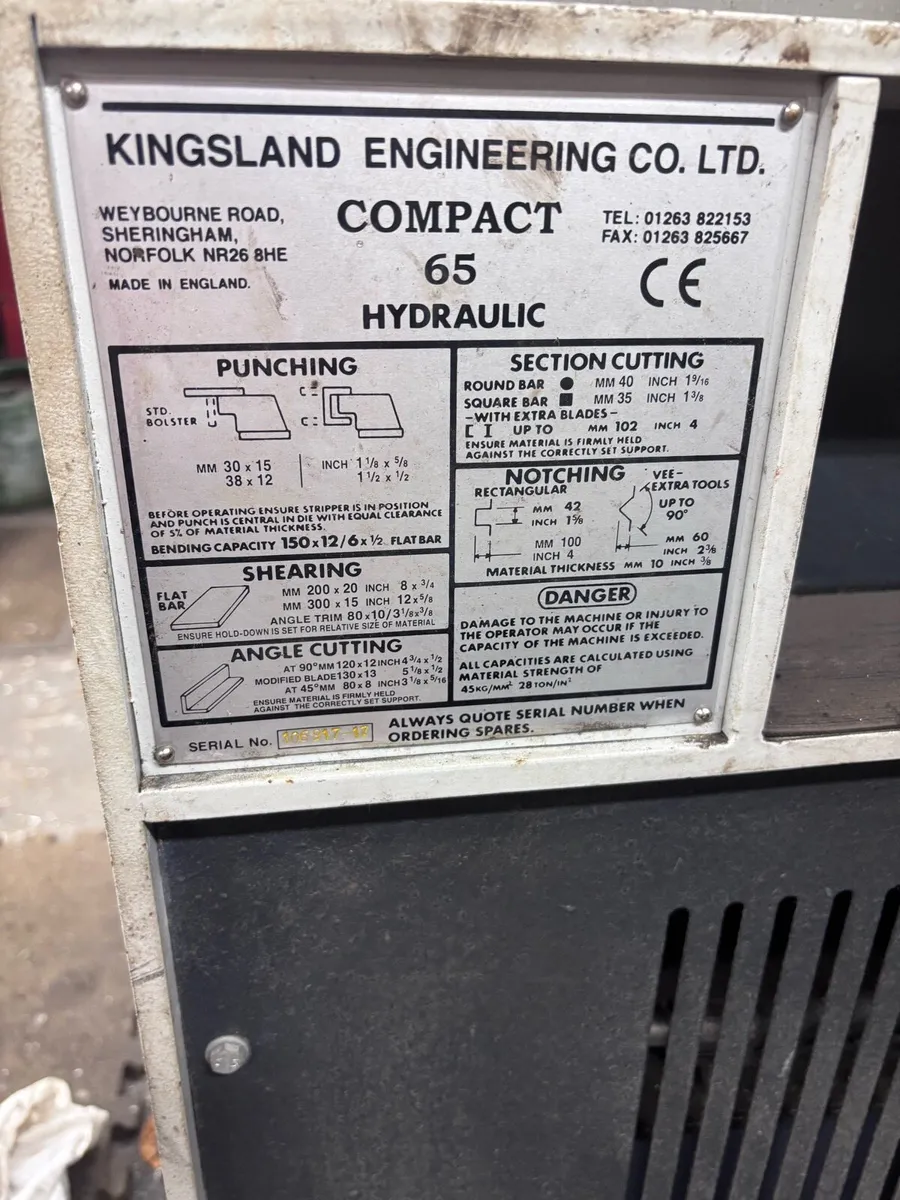 KINGSLAND ENGINEERING CO. LTD.
WEYBOURNE ROAD,
SHERINGHAM,
NORFOLK NR26 8HE
MADE IN ENGLAND.
COMPACT
65
HYDRAULIC
TEL: 01263 822153
FAX: 01263 825667
CE
PUNCHING
STD.
BOLSTER
MM 30 x 15 INCH 1 1/8 x 5/8
38 x 12 1 1/2 x 1/2
BEFORE OPERATING ENSURE STRIPPER IS IN POSITION
AND PUNCH IS CENTRAL IN DIE WITH EQUAL CLEARANCE
OF 5% OF MATERIAL THICKNESS.
BENDING CAPACITY 150x12/6x½ FLAT BAR
SHEARING
FLAT
BAR
MM 200 x 20 INCH 8 x 3/4
MM 300 x 15 INCH 12x5/8
ANGLE TRIM 80x10/3 1/8x3/8
ENSURE HOLD-DOWN IS SET FOR RELATIVE SIZE OF MATERIAL
ANGLE CUTTING
AT 90° MM 120 x 12 INCH 4 3/4 x 1/2
MODIFIED BLADE 130 x 13 5 1/8 x 1/2
AT 45° MM 80 x 8 INCH 3 1/8 x 5/16
ENSURE MATERIAL IS FIRMLY HELD
AGAINST THE CORRECTLY SET SUPPORT.
SECTION CUTTING
ROUND BAR MM 40 INCH 1 9/16
SQUARE BAR MM 35 INCH 1 3/8
-WITH EXTRA BLADES-
UP TO MM 102 INCH 4
ENSURE MATERIAL IS FIRMLY HELD
AGAINST THE CORRECTLY SET SUPPORT.
NOTCHING
RECTANGULAR
MM 42
INCH 1 5/8
MM 100
INCH 4
VEE-
EXTRA TOOLS
UP TO
90°
MM 60
INCH 2 3/8
MATERIAL THICKNESS MM 10 INCH 3/8
DANGER
DAMAGE TO THE MACHINE OR INJURY TO
THE OPERATOR MAY OCCUR IF THE
CAPACITY OF THE MACHINE IS EXCEEDED.
ALL CAPACITIES ARE CALCULATED USING
MATERIAL STRENGTH OF
45KG/MM² 28 TON/IN²
SERIAL No.
ALWAYS QUOTE SERIAL NUMBER WHEN
ORDERING SPARES.